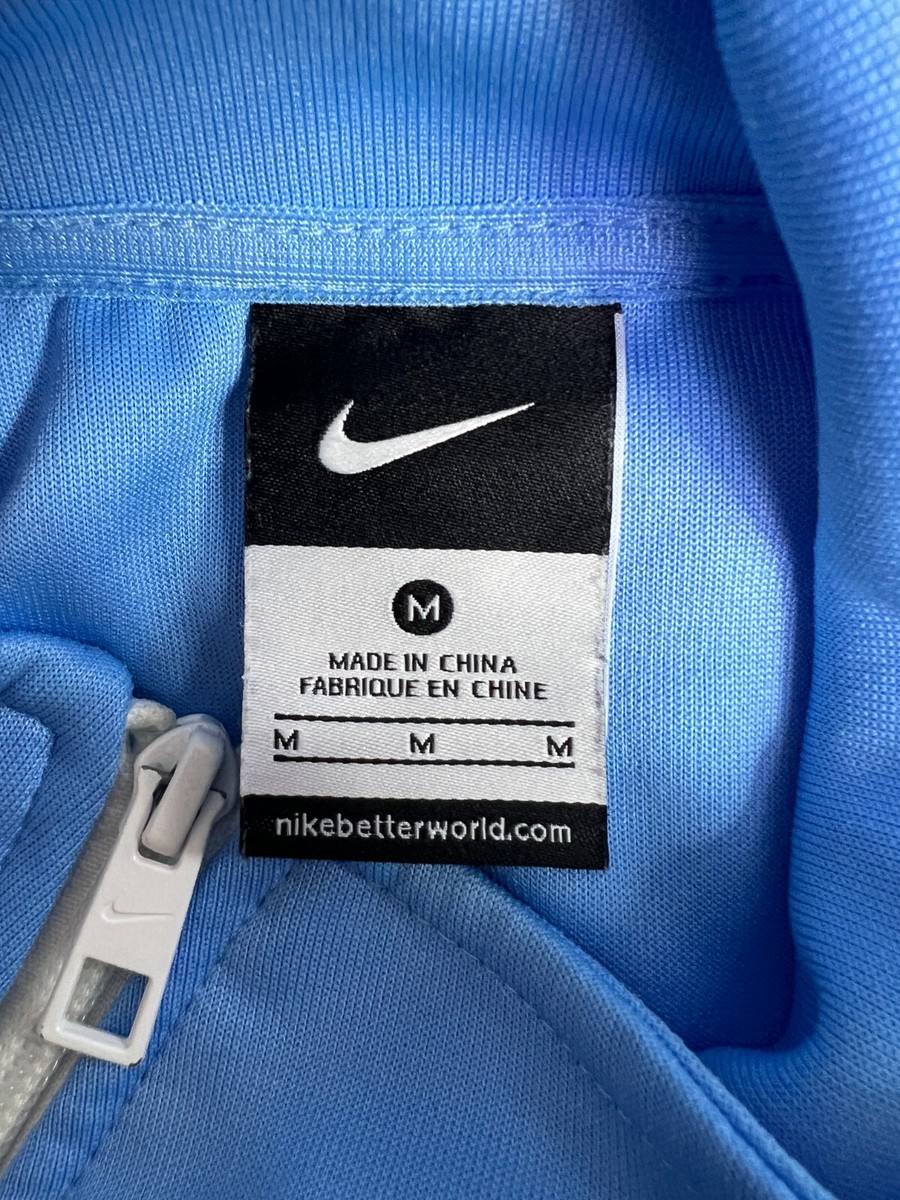 M
MADE IN CHINA
FABRIQUE EN CHINE
M M M
nikebetterworld.com